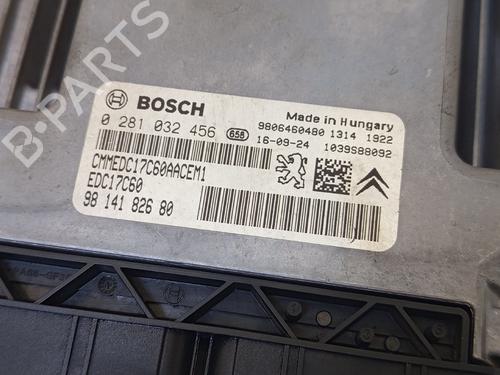 B-Parts
BOSCH
Made in Hungary
0 281 032 456 658
9806460480 1314 1922
16-09-24 1039S88092
CMMEDC17C60AACEM1
EDC17C60
98 141 826 80